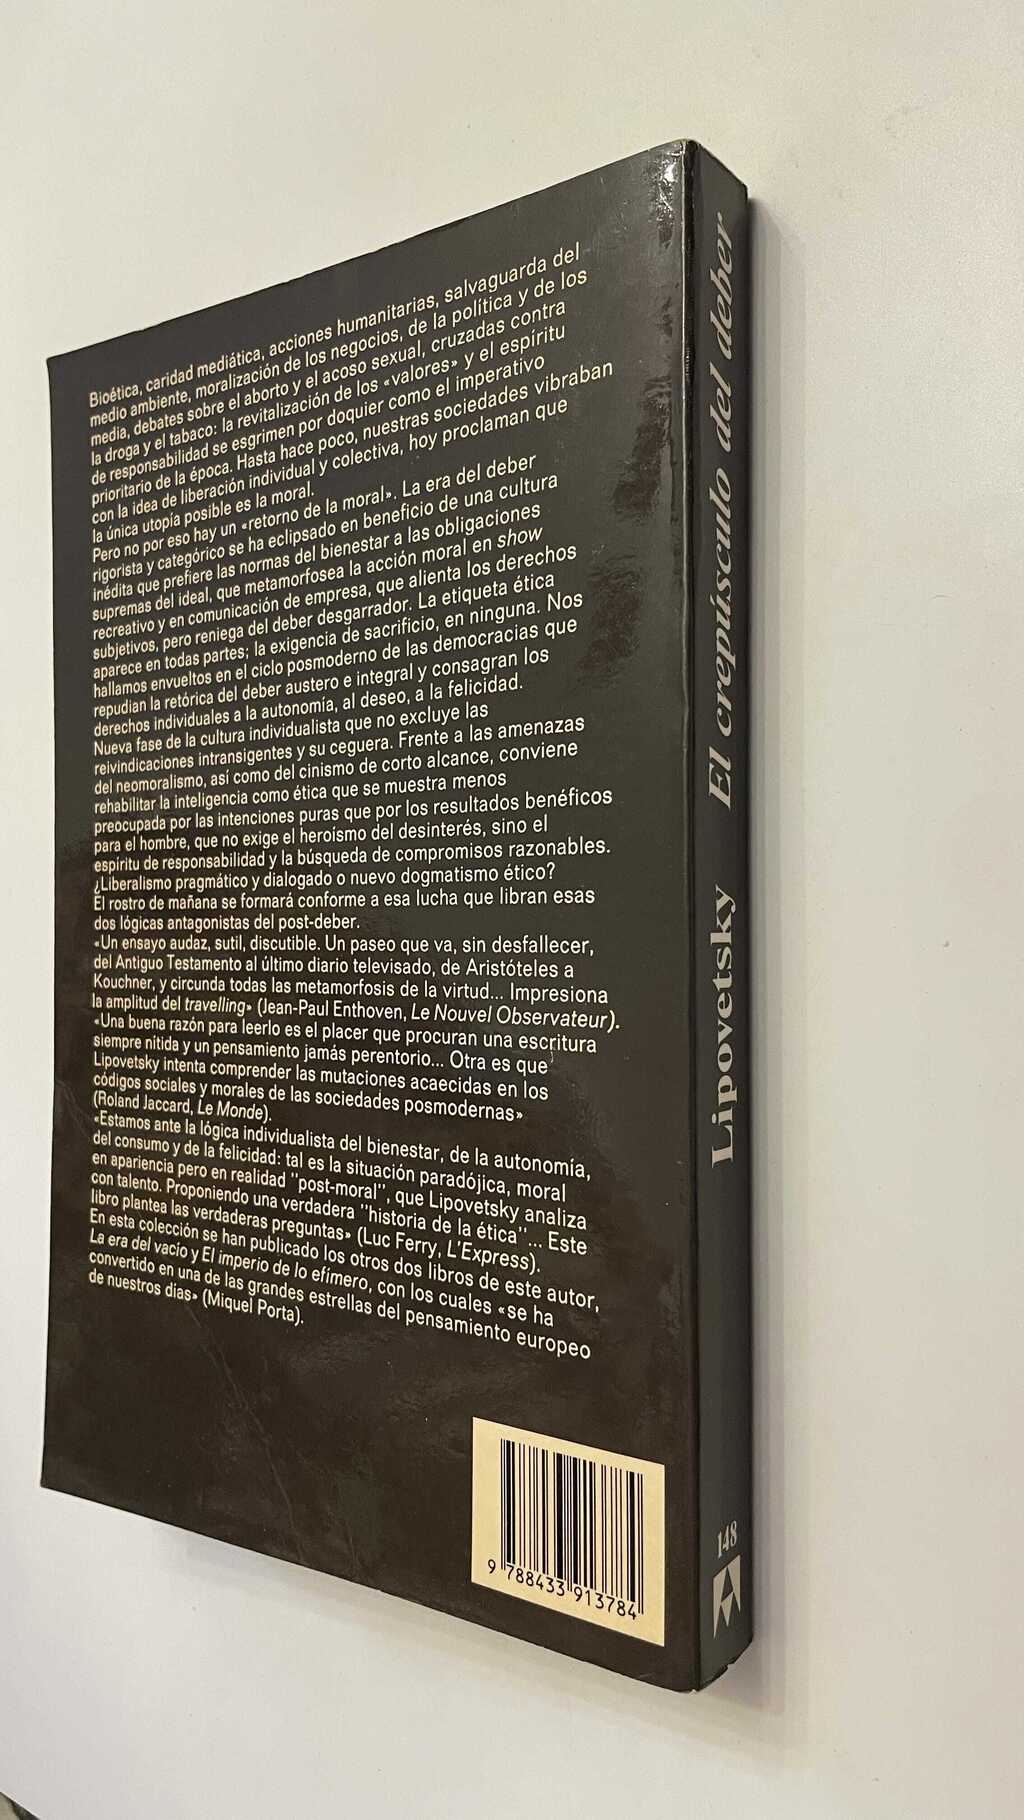 Bioética, caridad mediática, acciones humanitarias, salvaguarda del
medio ambiente, moralización de los negocios, de la política y de los
media, debates sobre el aborto y el acoso sexual, cruzadas contra
la droga y el tabaco: la revitalización de los «valores» y el espíritu
de responsabilidad se esgrimen por doquier como el imperativo
prioritario de la época. Hasta hace poco, nuestras sociedades vibraban
con la idea de liberación individual y colectiva, hoy proclaman que
la única utopía posible es la moral.
Pero no por eso hay un «retorno de la moral». La era del deber
rigorista y categórico se ha eclipsado en beneficio de una cultura
inédita que prefiere las normas del bienestar a las obligaciones
supremas del ideal, que metamorfosea la acción moral en show
recreativo y en comunicación de empresa, que alienta los derechos
subjetivos, pero reniega del deber desgarrador. La etiqueta ética
aparece en todas partes; la exigencia de sacrificio, en ninguna. Nos
hallamos envueltos en el ciclo posmoderno de las democracias que
repudian la retórica del deber austero e integral y consagran los
derechos individuales a la autonomía, al deseo, a la felicidad.
Nueva fase de la cultura individualista que no excluye las
reivindicaciones intransigentes y su ceguera. Frente a las amenazas
del neomoralismo, así como del cinismo de corto alcance, conviene
rehabilitar la inteligencia como ética que se muestra menos
preocupada por las intenciones puras que por los resultados benéficos
para el hombre, que no exige el heroísmo del desinterés, sino el
espíritu de responsabilidad y la búsqueda de compromisos razonables.
¿Liberalismo pragmático y dialogado o nuevo dogmatismo ético?
El rostro de mañana se formará conforme a esa lucha que libran esas
dos lógicas antagonistas del post-deber.
«Un ensayo audaz, sutil, discutible. Un paseo que va, sin desfallecer,
del Antiguo Testamento al último diario televisado, de Aristóteles a
Kouchner, y circunda todas las metamorfosis de la virtud... Impresiona
la amplitud del travelling» (Jean-Paul Enthoven, Le Nouvel Observateur).
«Una buena razón para leerlo es el placer que procuran una escritura
siempre nítida y un pensamiento jamás perentorio... Otra es que
Lipovetsky intenta comprender las mutaciones acaecidas en los
códigos sociales y morales de las sociedades posmodernas»
(Roland Jaccard, Le Monde).
«Estamos ante la lógica individualista del bienestar, de la autonomía,
del consumo y de la felicidad: tal es la situación paradójica, moral
en apariencia pero en realidad "post-moral", que Lipovetsky analiza
con talento. Proponiendo una verdadera "historia de la ética"... Este
libro plantea las verdaderas preguntas» (Luc Ferry, L'Express).
En esta colección se han publicado los otros dos libros de este autor,
La era del vacío y El imperio de lo efímero, con los cuales «se ha
convertido en una de las grandes estrellas del pensamiento europeo
de nuestros días» (Miquel Porta).
9 788433 913784
Lipovetsky El crepúsculo del deber
148